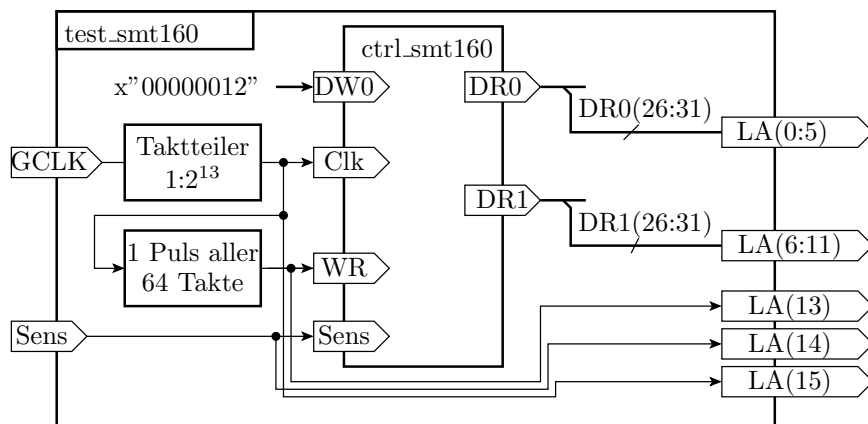 test_smt160
ctrl_smt160
x"00000012"
DW0
DR0
DR0(26:31)
LA(0:5)
GCLK
Taktteiler
1:2¹³
Clk
DR1
DR1(26:31)
LA(6:11)
1 Puls aller
64 Takte
WR
LA(13)
Sens
Sens
LA(14)
LA(15)